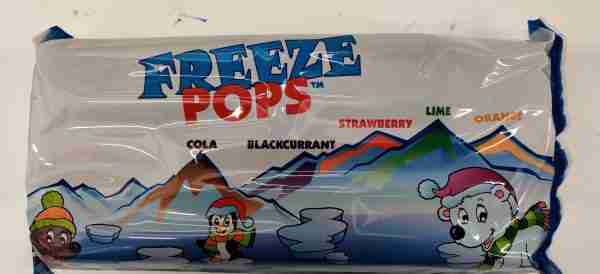 FREEZE
POPS™
COLA BLACKCURRANT STRAWBERRY LIME ORANGE